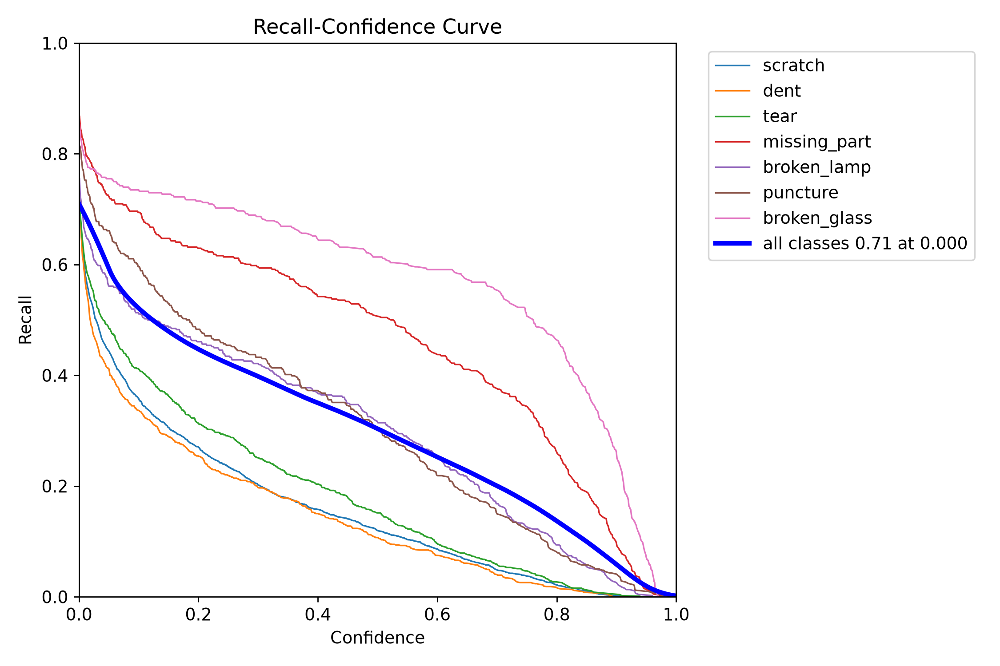 Recall-Confidence Curve
1.0
0.8
0.6
0.4
0.2
0.0
Recall
0.0 0.2 0.4 0.6 0.8 1.0
Confidence
scratch
dent
tear
missing_part
broken_lamp
puncture
broken_glass
all classes 0.71 at 0.000